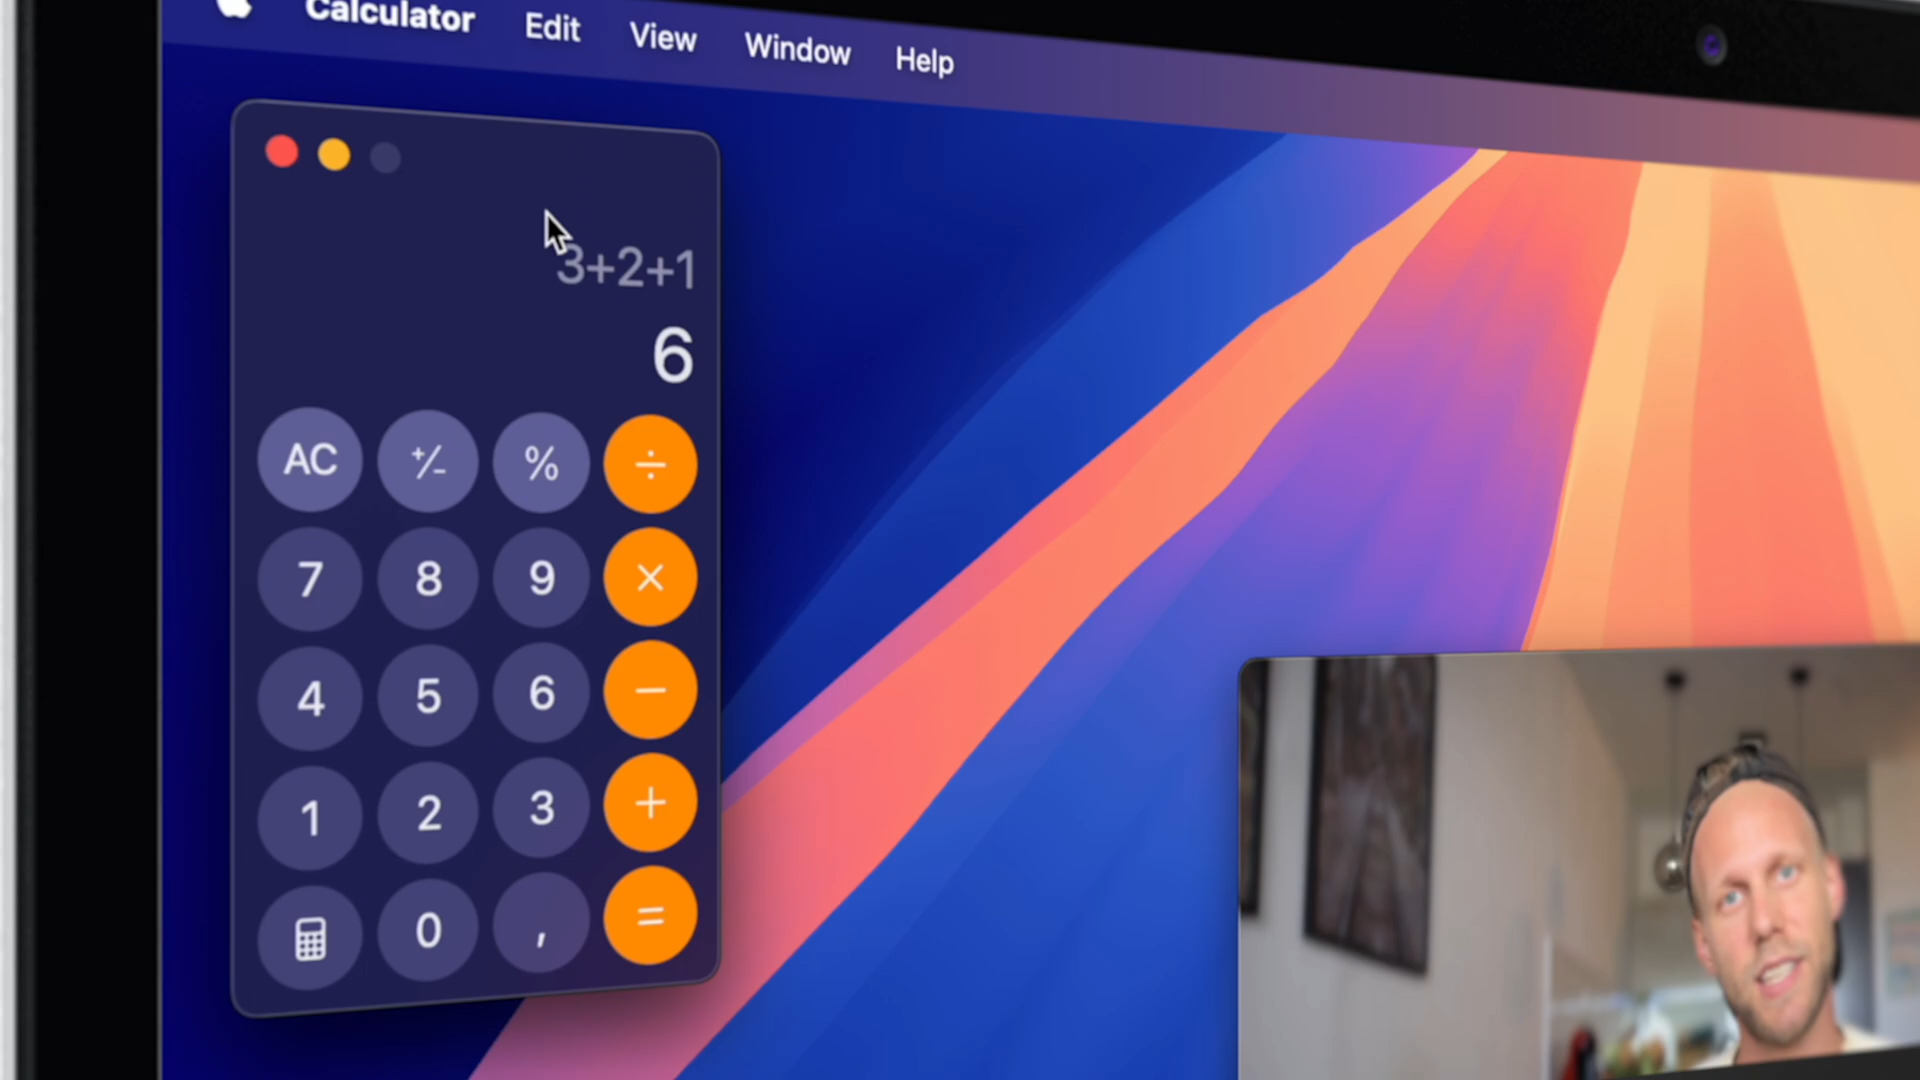 Calculator Edit View Window Help
3+2+1
6
AC +/- % ÷
7 8 9 ×
4 5 6 −
1 2 3 +
0 , =